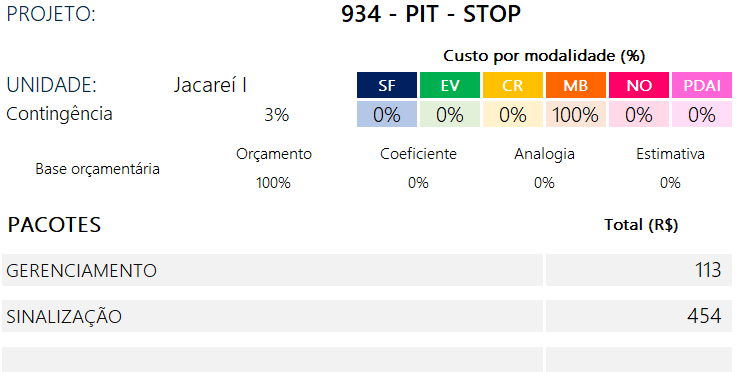 PROJETO: 934 - PIT - STOP
Custo por modalidade (%)
UNIDADE: Jacareí I SF EV CR MB NO PDAI
Contingência 3% 0% 0% 0% 100% 0% 0%
Base orçamentária Orçamento Coeficiente Analogia Estimativa
100% 0% 0% 0%
PACOTES Total (R$)
GERENCIAMENTO 113
SINALIZAÇÃO 454